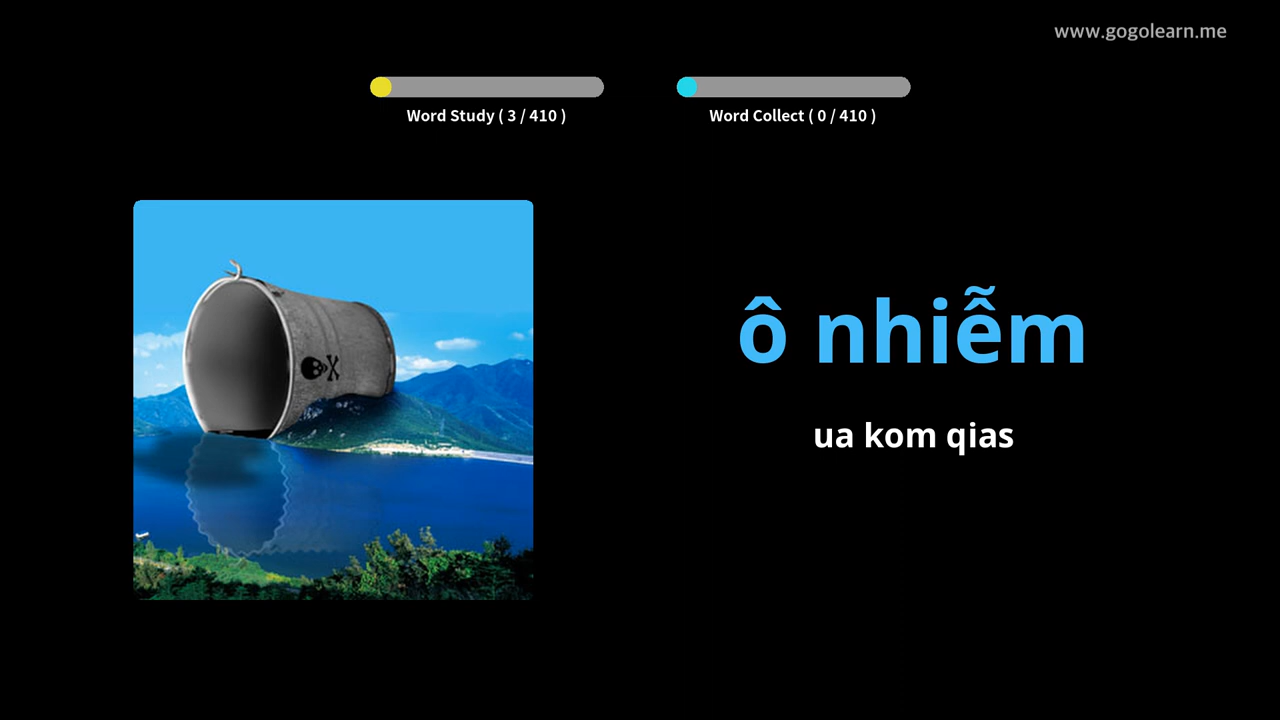 www.gogolearn.me
Word Study ( 3 / 410 )
Word Collect ( 0 / 410 )
ô nhiễm
ua kom qias